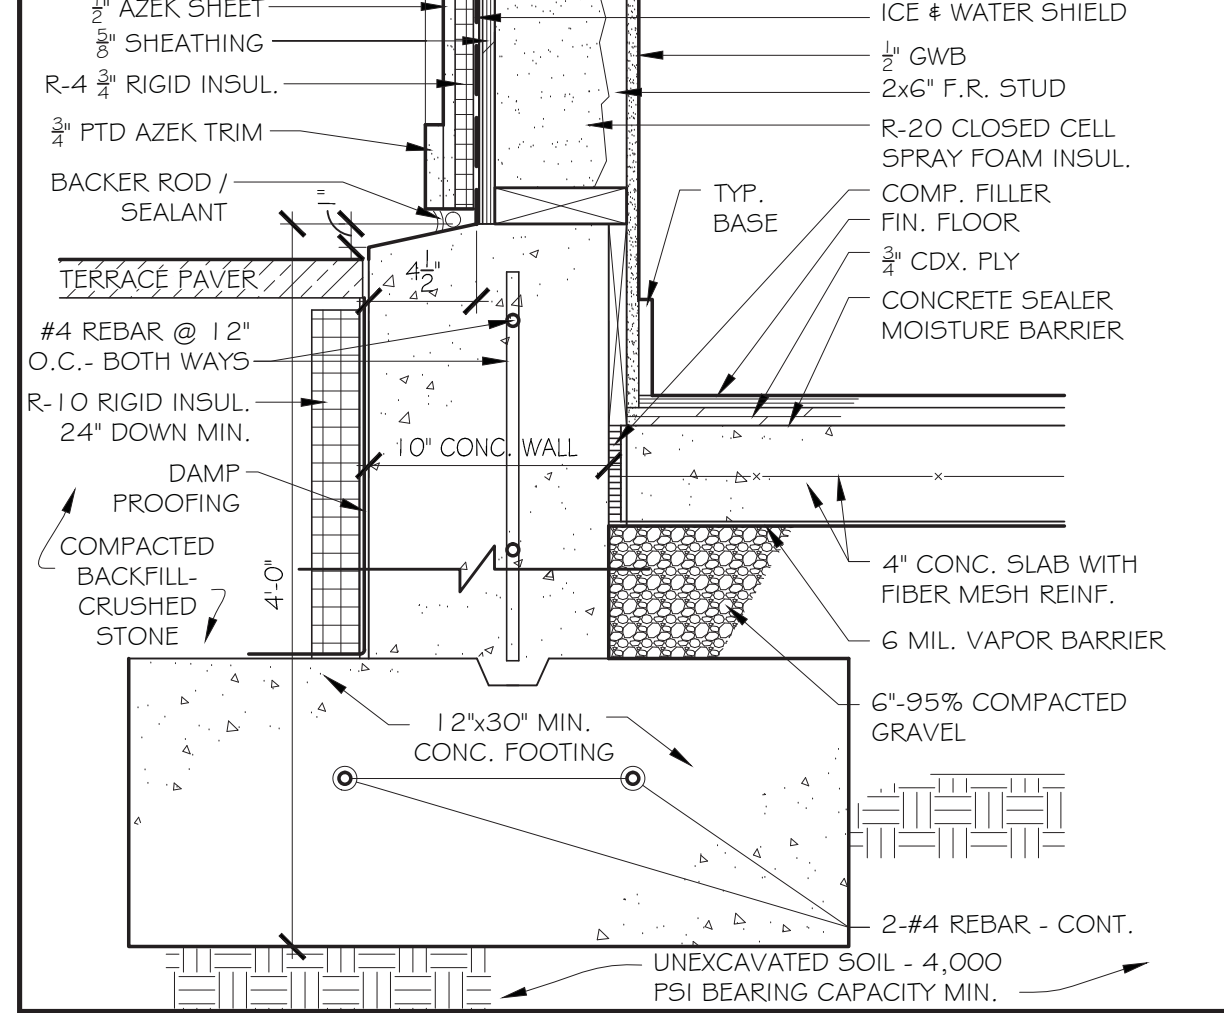 1/2" AZEK SHEET
5/8" SHEATHING
R-4 3/4" RIGID INSUL.
3/4" PTD AZEK TRIM
BACKER ROD /
SEALANT
1"
TERRACE PAVER
4 1/2"
#4 REBAR @ 12"
O.C.- BOTH WAYS
R-10 RIGID INSUL.
24" DOWN MIN.
10" CONC. WALL
DAMP
PROOFING
COMPACTED
BACKFILL-
CRUSHED
STONE
4'-0"
12"x30" MIN.
CONC. FOOTING
ICE & WATER SHIELD
1/2" GWB
2x6" F.R. STUD
R-20 CLOSED CELL
SPRAY FOAM INSUL.
TYP.
BASE
COMP. FILLER
FIN. FLOOR
3/4" CDX. PLY
CONCRETE SEALER
MOISTURE BARRIER
4" CONC. SLAB WITH
FIBER MESH REINF.
6 MIL. VAPOR BARRIER
6"-95% COMPACTED
GRAVEL
2-#4 REBAR - CONT.
UNEXCAVATED SOIL - 4,000
PSI BEARING CAPACITY MIN.